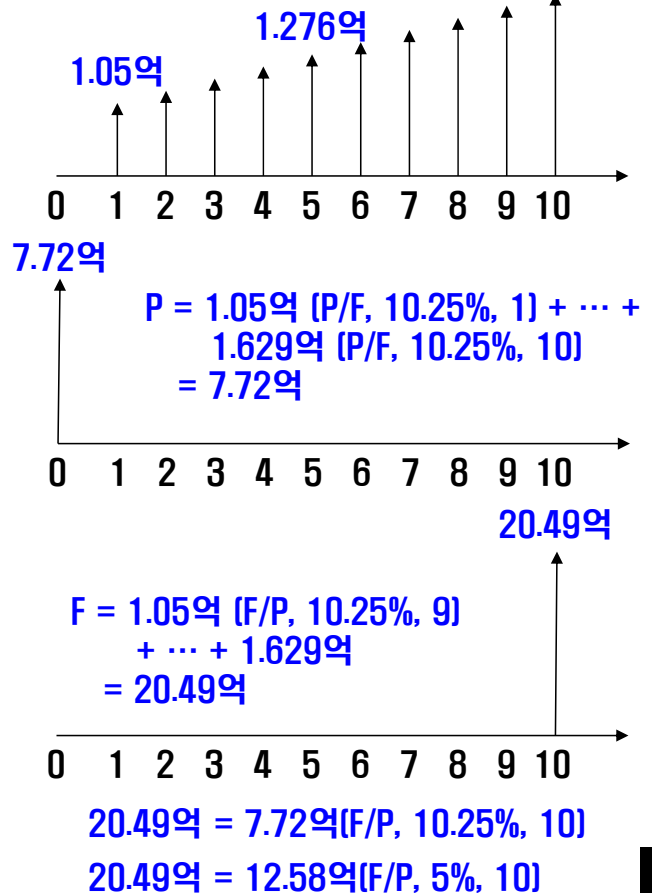 1.276억
1.05억
0 1 2 3 4 5 6 7 8 9 10
7.72억
P = 1.05억 (P/F, 10.25%, 1) + ⋯ +
1.629억 (P/F, 10.25%, 10)
= 7.72억
0 1 2 3 4 5 6 7 8 9 10
20.49억
F = 1.05억 (F/P, 10.25%, 9)
+ ⋯ + 1.629억
= 20.49억
0 1 2 3 4 5 6 7 8 9 10
20.49억 = 7.72억(F/P, 10.25%, 10)
20.49억 = 12.58억(F/P, 5%, 10)